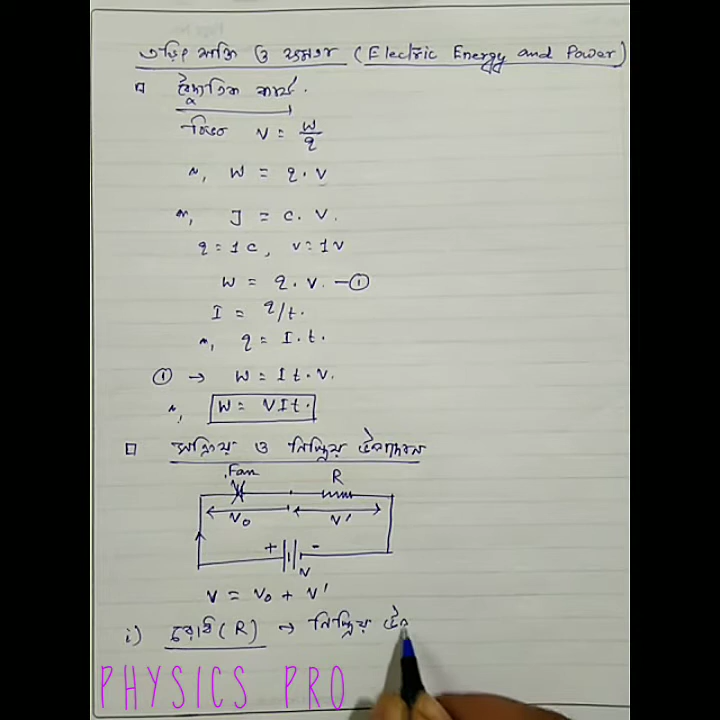 তড়িৎ শক্তি ও ক্ষমতা (Electric Energy and Power)
□ বৈদ্যুতিক কার্য.
বিভব V = W/q
বা, W = q.V
বা, J = C. V.
q = 1C, V = 1V
W = q. V. — ①
I = q/t.
বা, q = I. t.
① → W = It. V.
বা, W = VIt.
□ সক্রিয় ও নিষ্ক্রিয় উপাদান
Fan R
V₀ V'
+ -
V
V = V₀ + V'
i) রোধ (R) → নিষ্ক্রিয়
PHYSICS PRO